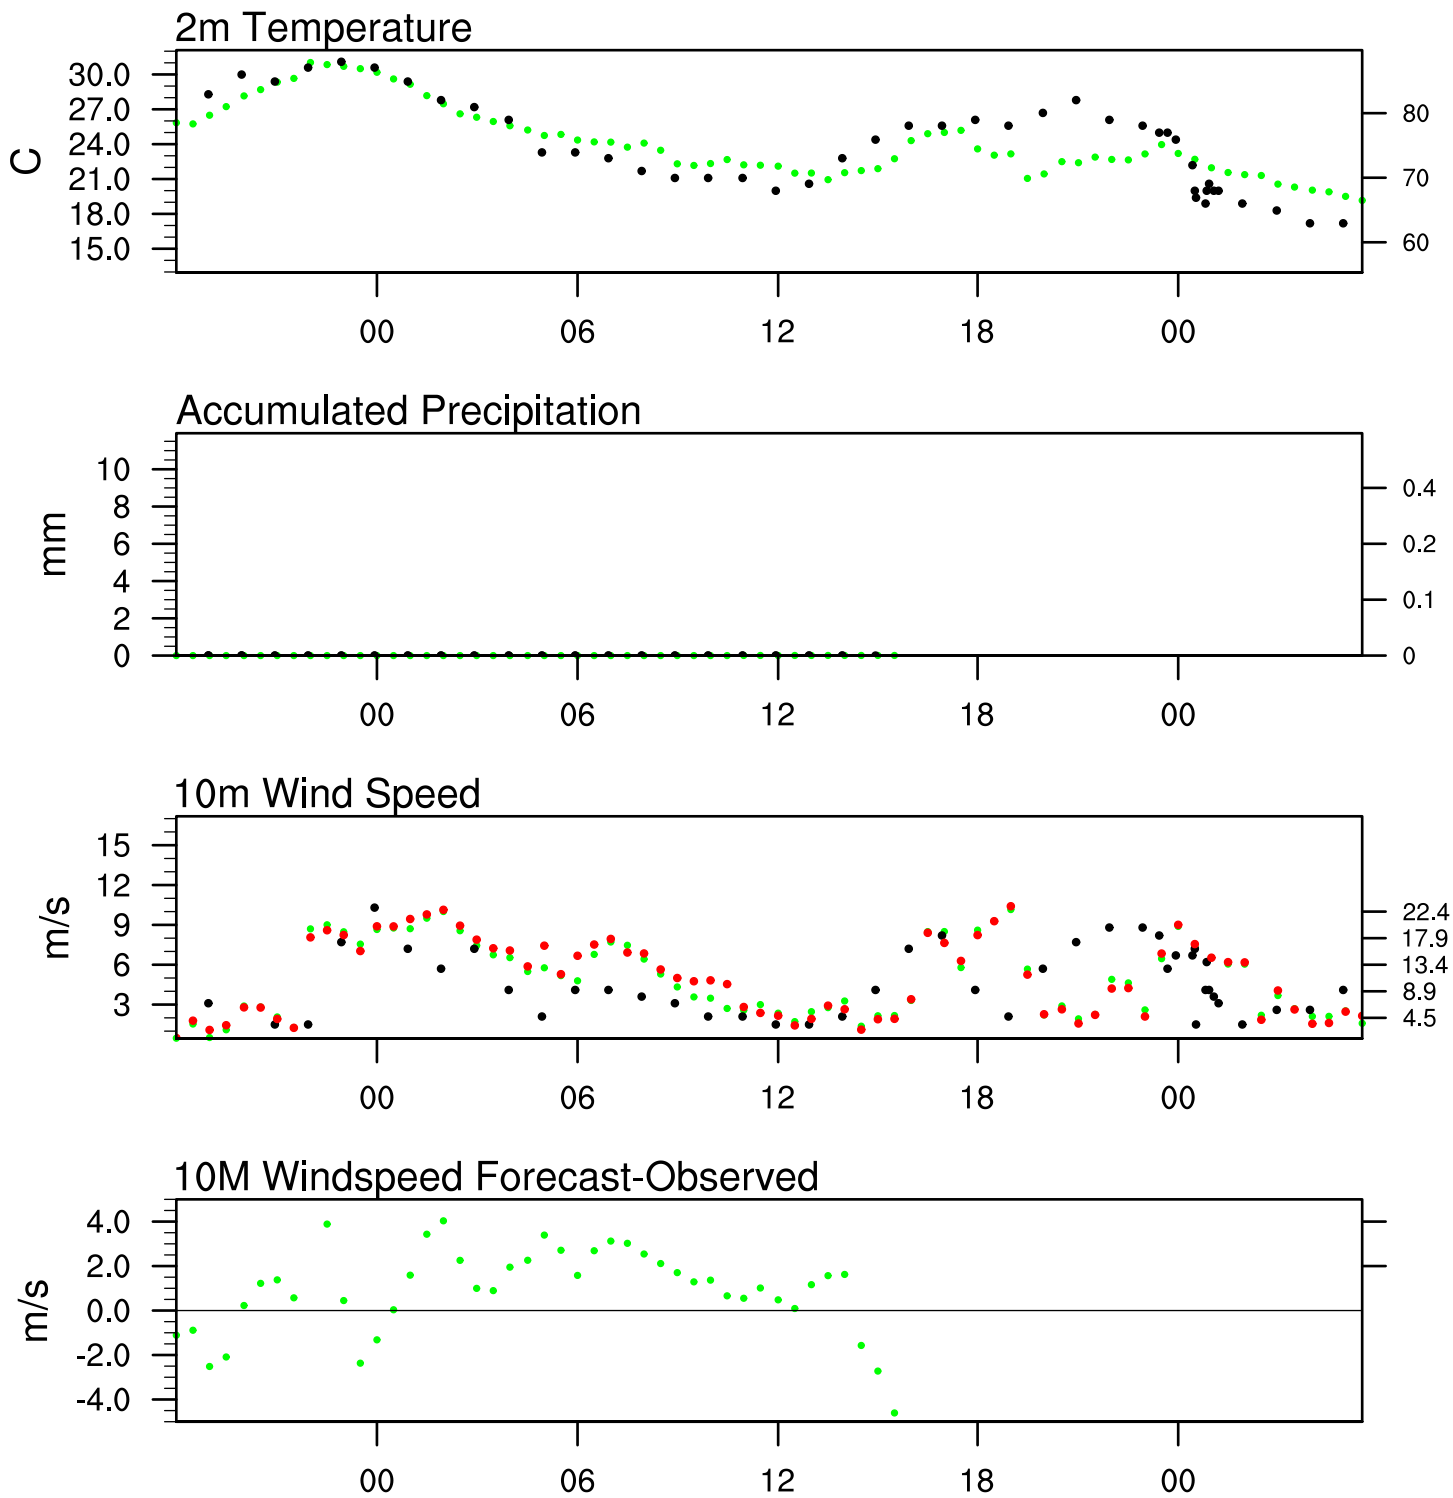 2m Temperature
30.0
27.0
24.0
21.0
18.0
15.0
C
80
70
60
00 06 12 18 00
Accumulated Precipitation
10
8
6
4
2
0
mm
0.4
0.2
0.1
0
00 06 12 18 00
10m Wind Speed
15
12
9
6
3
m/s
22.4
17.9
13.4
8.9
4.5
00 06 12 18 00
10M Windspeed Forecast-Observed
4.0
2.0
0.0
-2.0
-4.0
m/s
00 06 12 18 00